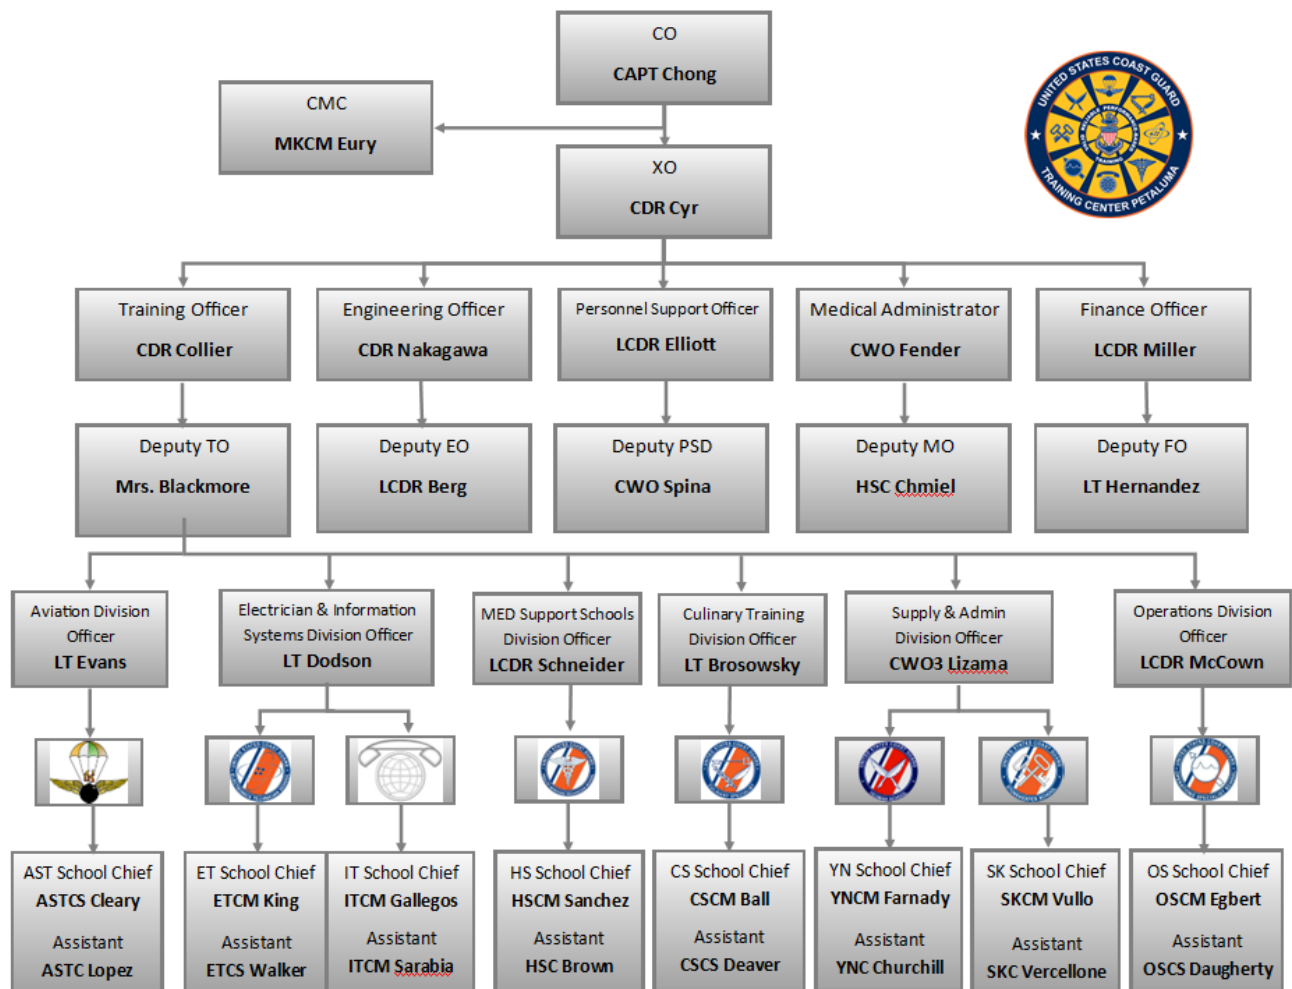 CO
CAPT Chong
CMC
MKCM Eury
UNITED STATES COAST GUARD
TRAINING CENTER PETALUMA
XO
CDR Cyr
Training Officer
CDR Collier
Engineering Officer
CDR Nakagawa
Personnel Support Officer
LCDR Elliott
Medical Administrator
CWO Fender
Finance Officer
LCDR Miller
Deputy TO
Mrs. Blackmore
Deputy EO
LCDR Berg
Deputy PSD
CWO Spina
Deputy MO
HSC Chmiel
Deputy FO
LT Hernandez
Aviation Division
Officer
LT Evans
Electrician & Information
Systems Division Officer
LT Dodson
MED Support Schools
Division Officer
LCDR Schneider
Culinary Training
Division Officer
LT Brosowsky
Supply & Admin
Division Officer
CWO3 Lizama
Operations Division
Officer
LCDR McCown
AST School Chief
ASTCS Cleary
Assistant
ASTC Lopez
ET School Chief
ETCM King
Assistant
ETCS Walker
IT School Chief
ITCM Gallegos
Assistant
ITCM Sarabia
HS School Chief
HSCM Sanchez
Assistant
HSC Brown
CS School Chief
CSCM Ball
Assistant
CSCS Deaver
YN School Chief
YNCM Farnady
Assistant
YNC Churchill
SK School Chief
SKCM Vullo
Assistant
SKC Vercellone
OS School Chief
OSCM Egbert
Assistant
OSCS Daugherty